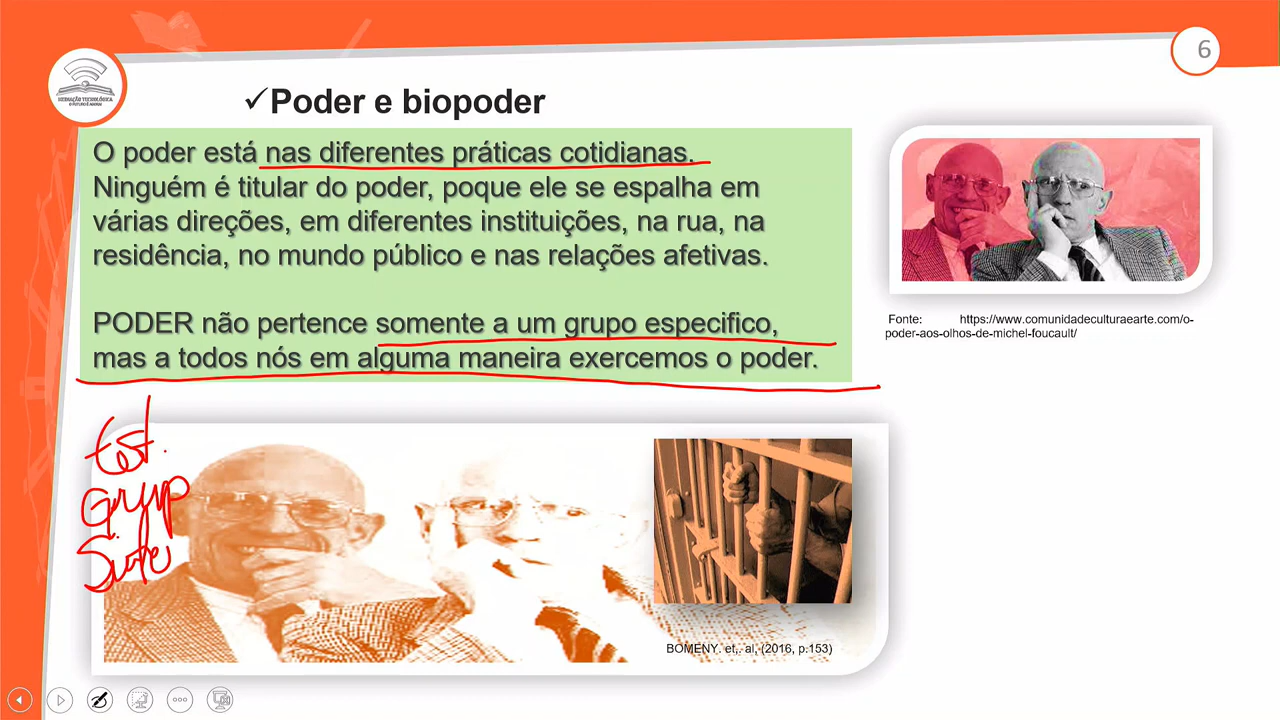 6
MEDIAÇÃO TECNOLÓGICA
✓Poder e biopoder
O poder está nas diferentes práticas cotidianas.
Ninguém é titular do poder, poque ele se espalha em
várias direções, em diferentes instituições, na rua, na
residência, no mundo público e nas relações afetivas.
PODER não pertence somente a um grupo especifico,
mas a todos nós em alguma maneira exercemos o poder.
Fonte: https://www.comunidadeculturaearte.com/o-
poder-aos-olhos-de-michel-foucault/
Est.
Grup
BOMENY. et,. al, (2016, p.153)